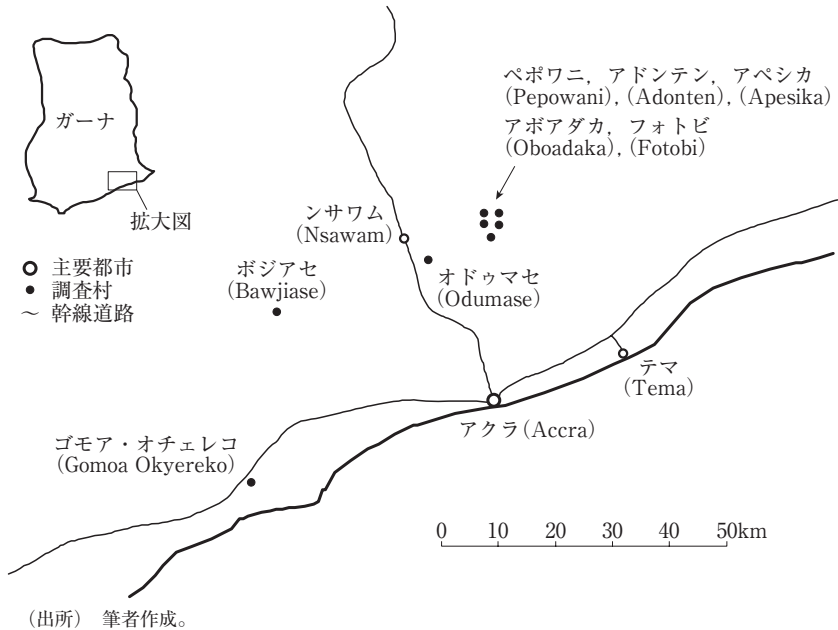 ガーナ
拡大図
主要都市
調査村
～ 幹線道路
ペポワニ，アドンテン，アペシカ
(Pepowani), (Adonten), (Apesika)
アボアダカ，フォトビ
(Oboadaka), (Fotobi)
ンサワム
(Nsawam)
ボジアセ
(Bawjiase)
オドゥマセ
(Odumase)
テマ
(Tema)
アクラ(Accra)
ゴモア・オチェレコ
(Gomoa Okyereko)
0 10 20 30 40 50km
（出所） 筆者作成。